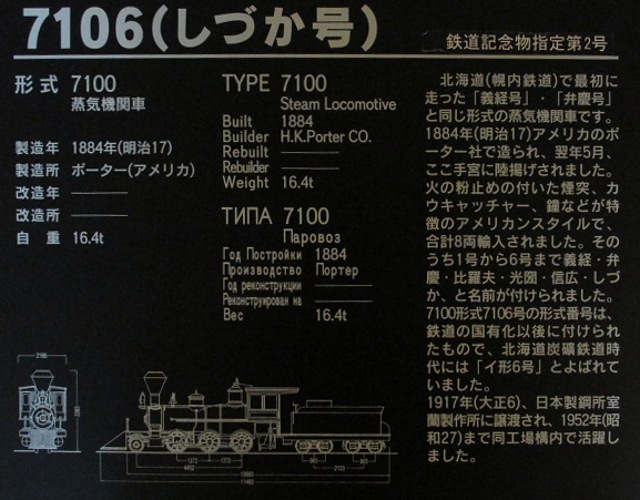 7106(しづか号)
鉄道記念物指定第2号
形式 7100
蒸気機関車
製造年 1884年(明治17)
製造所 ポーター(アメリカ)
改造年 ―――
改造所 ―――
自重 16.4t
TYPE 7100
Steam Locomotive
Built 1884
Builder H.K.Porter CO.
Rebuilt ―――
Rebuilder ―――
Weight 16.4t
ТИПА 7100
Паровоз
Год Постройки 1884
Производство Портер
Год реконструкции ―――
Реконструирован на ―――
Вес 16.4t
北海道(幌内鉄道)で最初に
走った「義経号」・「弁慶号」
と同じ形式の蒸気機関車です。
1884年(明治17)アメリカのポ
ーター社で造られ、翌年5月、
ここ手宮に陸揚げされました。
火の粉止めの付いた煙突、カ
ウキャッチャー、鐘などが特
徴のアメリカンスタイルで、
合計8両輸入されました。その
うち1号から6号まで義経・弁
慶・比羅夫・光圀・信広・しづ
か、と名前が付けられました。
7100形式7106号の形式番号は、
鉄道の国有化以後に付けられ
たもので、北海道炭礦鉄道時
代には「イ形6号」とよばれて
いました。
1917年(大正6)、日本製鋼所室
蘭製作所に譲渡され、1952年(昭
和27)まで同工場構内で活躍し
ました。
1372 1372
4452